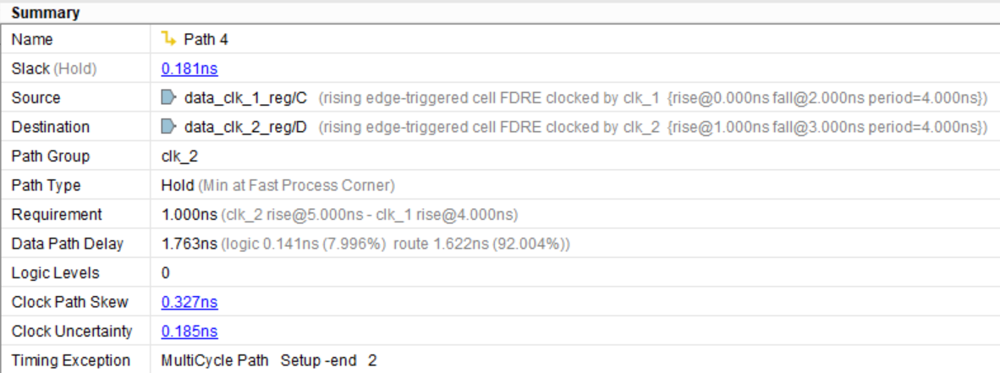 Summary
Name Path 4
Slack (Hold) 0.181ns
Source data_clk_1_reg/C (rising edge-triggered cell FDRE clocked by clk_1 {rise@0.000ns fall@2.000ns period=4.000ns})
Destination data_clk_2_reg/D (rising edge-triggered cell FDRE clocked by clk_2 {rise@1.000ns fall@3.000ns period=4.000ns})
Path Group clk_2
Path Type Hold (Min at Fast Process Corner)
Requirement 1.000ns (clk_2 rise@5.000ns - clk_1 rise@4.000ns)
Data Path Delay 1.763ns (logic 0.141ns (7.996%) route 1.622ns (92.004%))
Logic Levels 0
Clock Path Skew 0.327ns
Clock Uncertainty 0.185ns
Timing Exception MultiCycle Path Setup -end 2